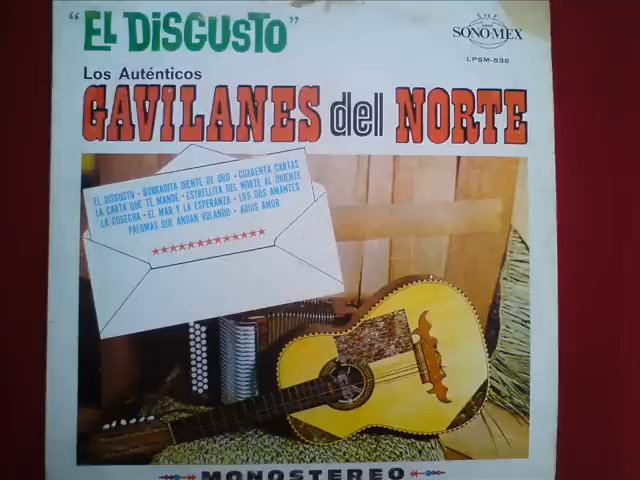 "EL DISGUSTO"
SONO-MEX
LPSM-535
Los Auténticos
GAVILANES del NORTE
EL DISGUSTO · BORRADITA DIENTE DE ORO · CUARENTA CARTAS
LA CARTA QUE TE MANDE · ESTRELLITA DEL NORTE AL ORIENTE
LA COSECHA · EL MAR Y LA ESPERANZA · LOS DOS AMANTES
PALOMAS QUE ANDAN VOLANDO · ADIOS AMOR
MONOSTEREO